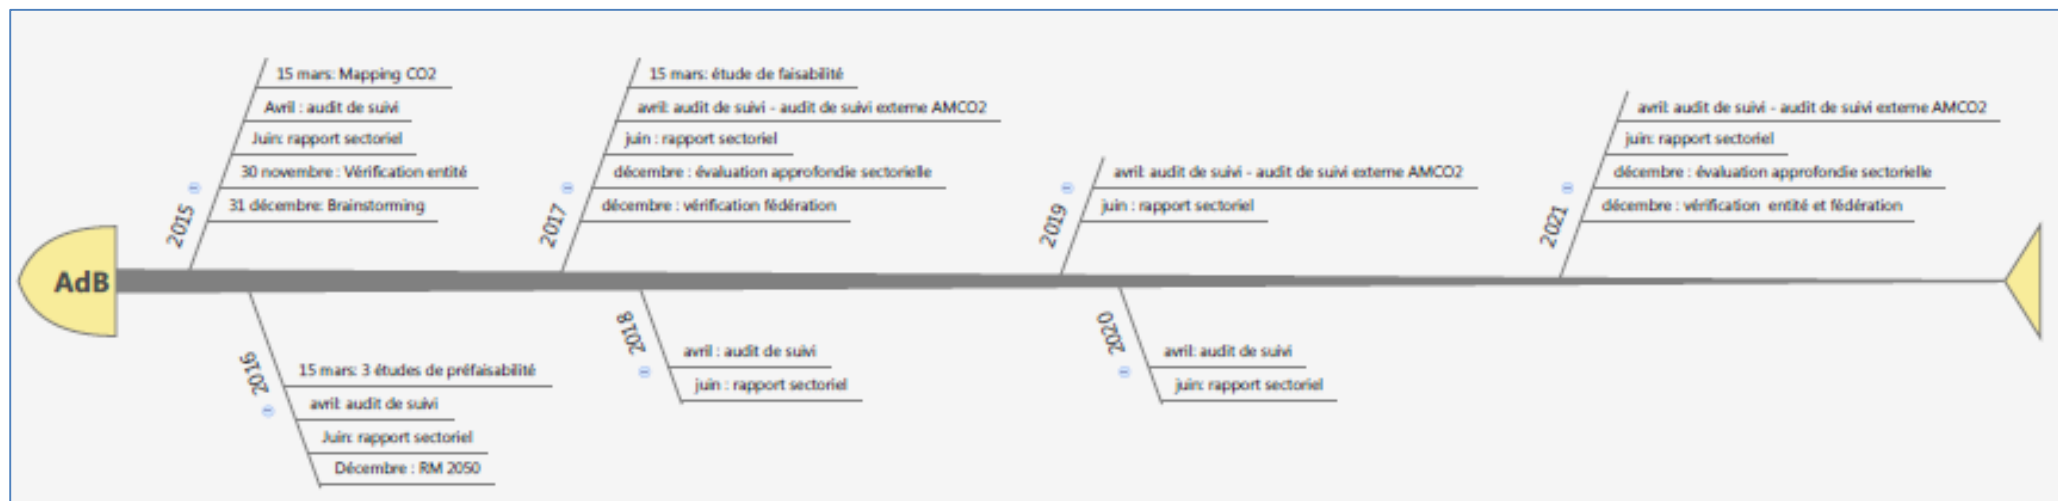 AdB
2015
15 mars: Mapping CO2
Avril : audit de suivi
Juin: rapport sectoriel
30 novembre : Vérification entité
31 décembre: Brainstorming
2016
15 mars: 3 études de préfaisabilité
avril: audit de suivi
Juin: rapport sectoriel
Décembre : RM 2050
2017
15 mars: étude de faisabilité
avril: audit de suivi - audit de suivi externe AMCO2
juin : rapport sectoriel
décembre : évaluation approfondie sectorielle
décembre : vérification fédération
2018
avril : audit de suivi
juin : rapport sectoriel
2019
avril: audit de suivi - audit de suivi externe AMCO2
juin : rapport sectoriel
2020
avril: audit de suivi
juin: rapport sectoriel
2021
avril: audit de suivi - audit de suivi externe AMCO2
juin: rapport sectoriel
décembre : évaluation approfondie sectorielle
décembre : vérification entité et fédération